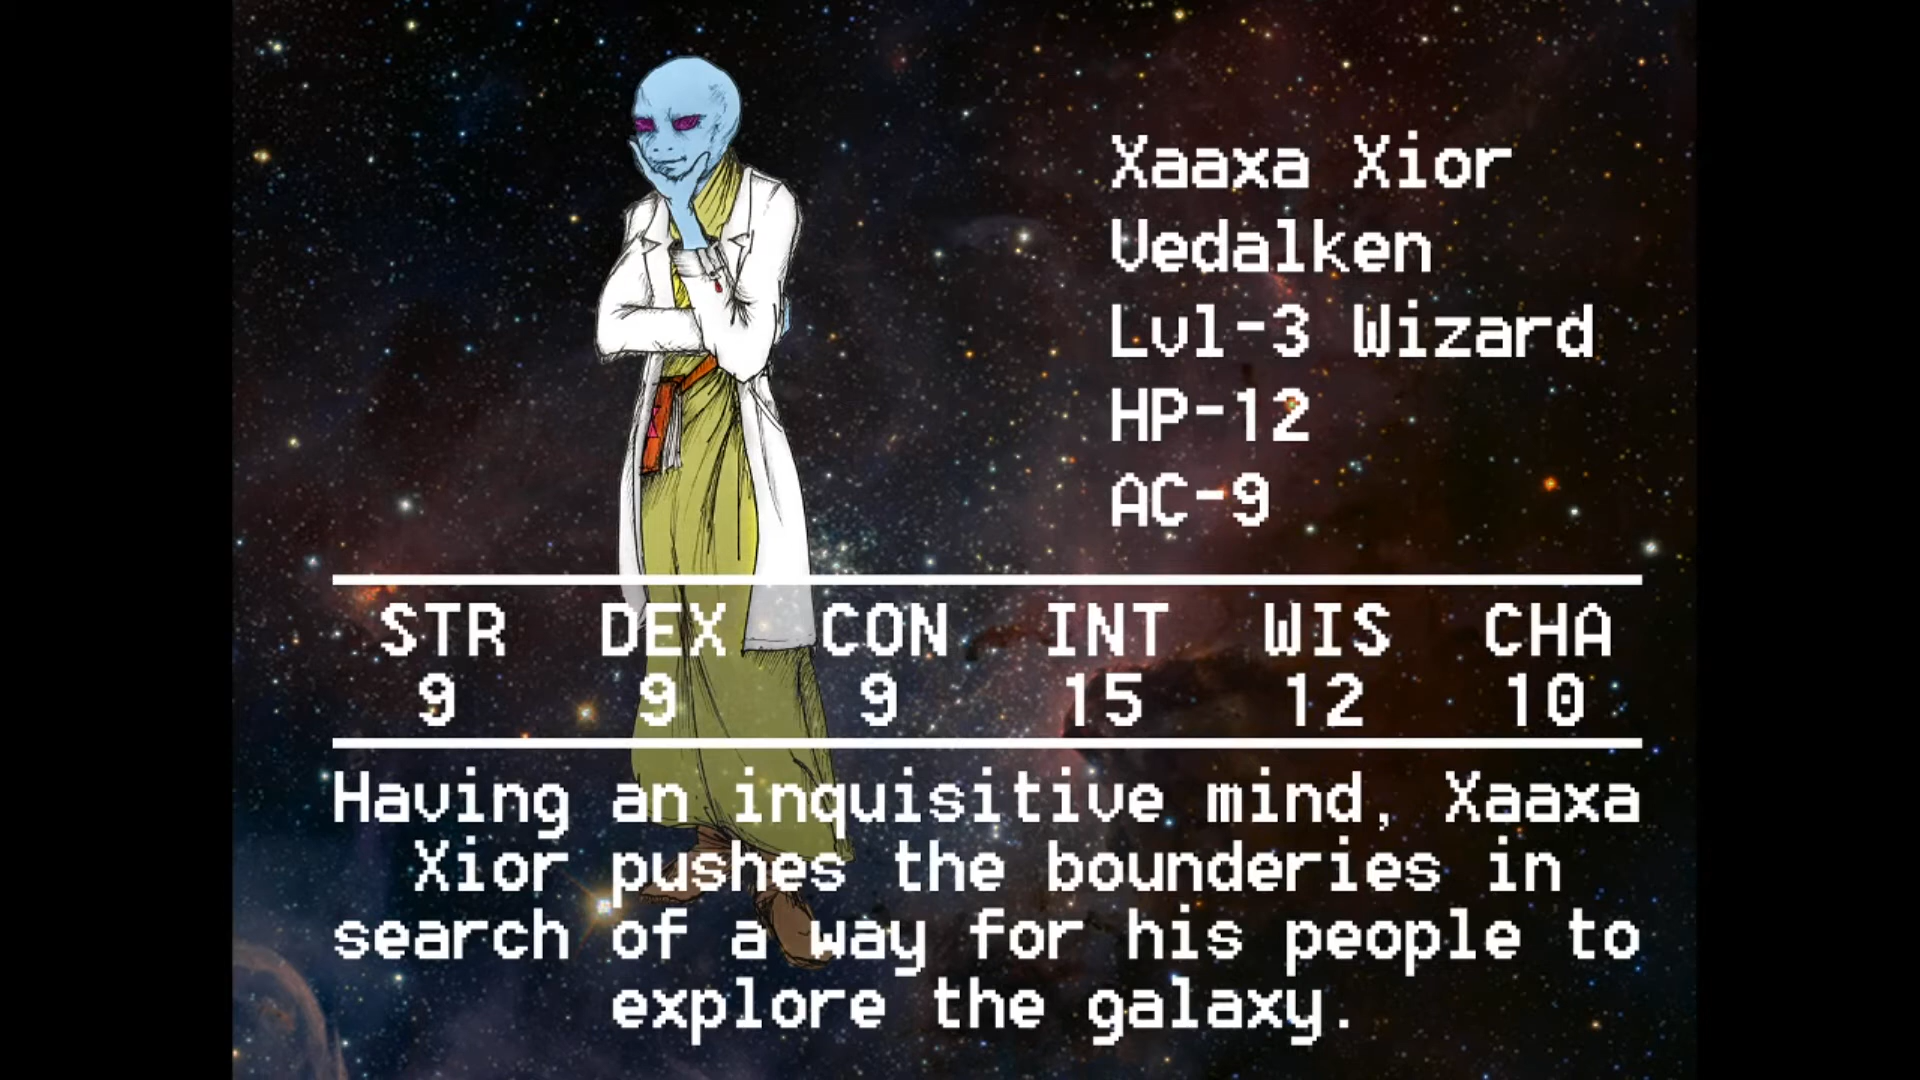 Xaaxa Xior
Vedalken
Lvl-3 Wizard
HP-12
AC-9
STR DEX CON INT WIS CHA
9 9 9 15 12 10
Having an inquisitive mind, Xaaxa
Xior pushes the bounderies in
search of a way for his people to
explore the galaxy.